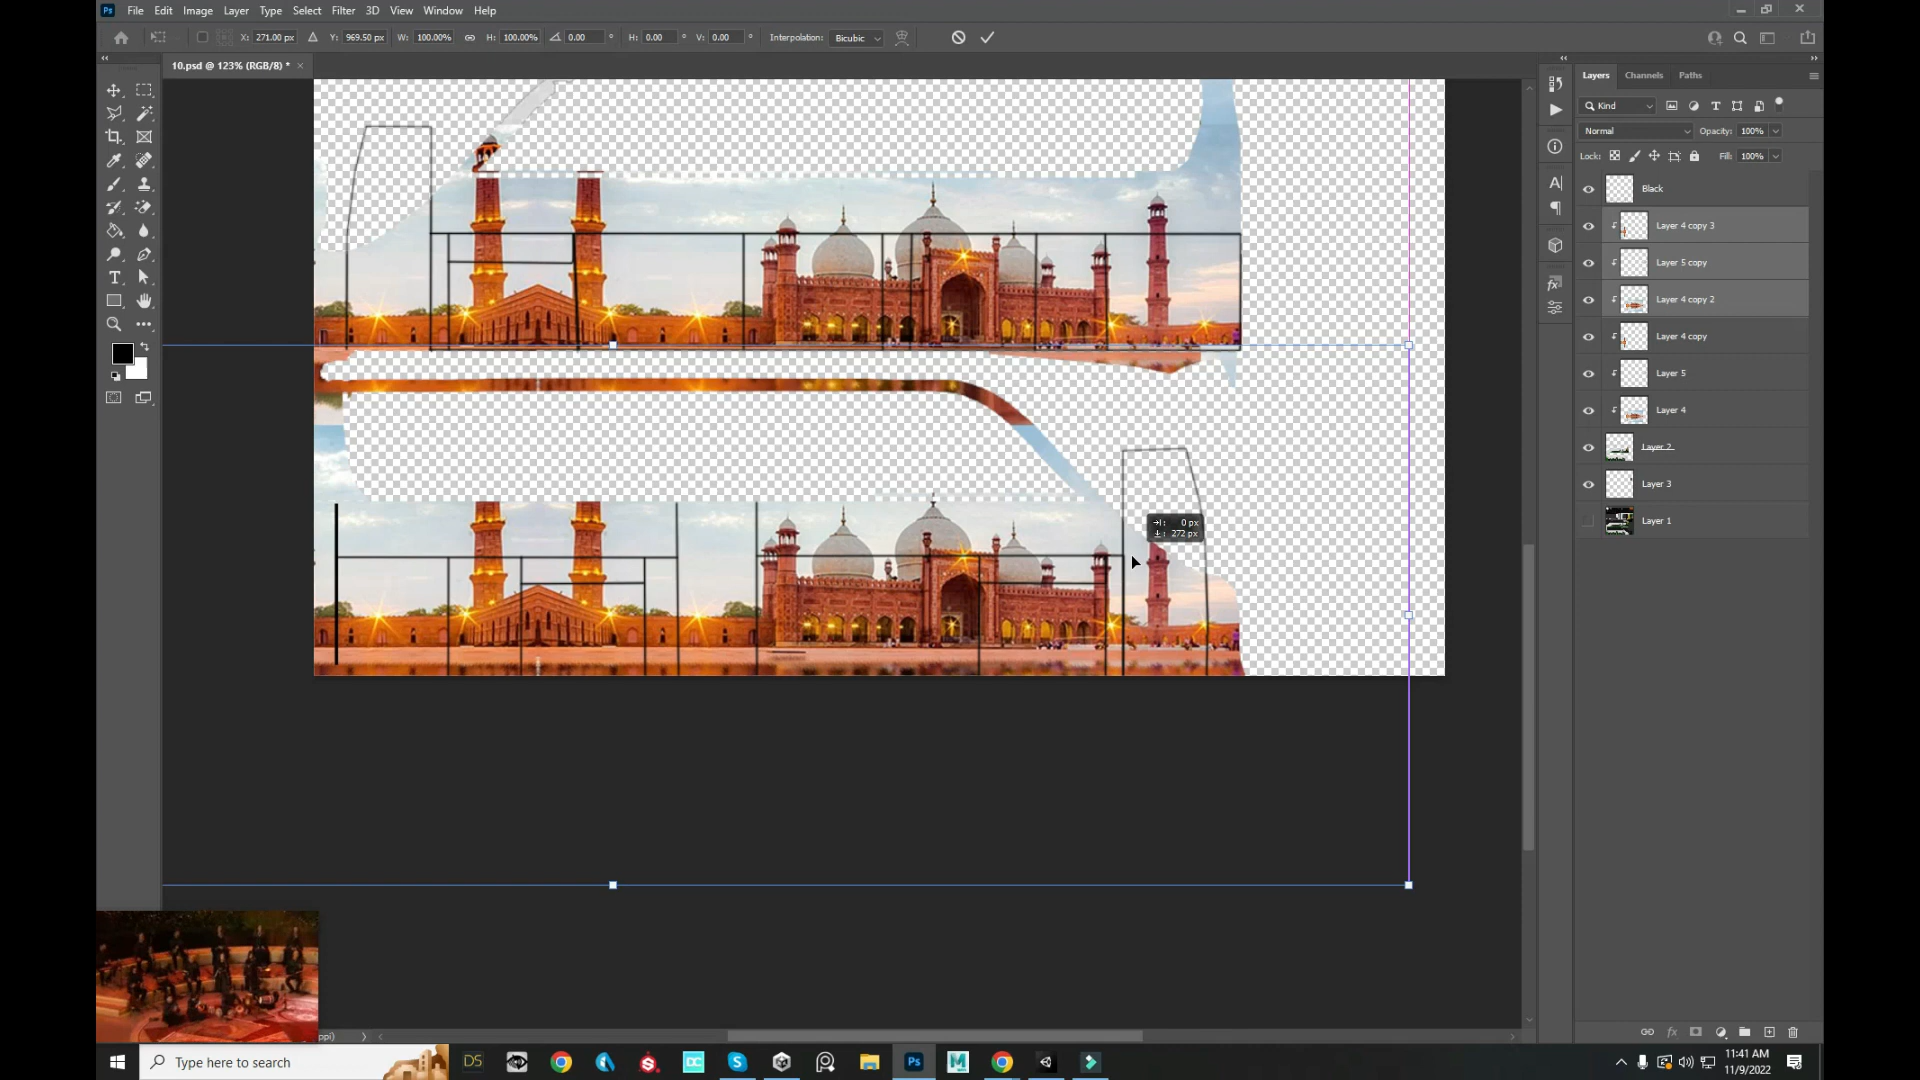 Ps File Edit Image Layer Type Select Filter 3D View Window Help
X: 271.00 px Y: 969.50 px W: 100.00% H: 100.00% 0.00 ° H: 0.00 ° V: 0.00 ° Interpolation: Bicubic
10.psd @ 123% (RGB/8) * ×
Layers Channels Paths
Kind
Normal Opacity: 100%
Lock: Fill: 100%
Black
Layer 4 copy 3
Layer 5 copy
Layer 4 copy 2
Layer 4 copy
Layer 5
Layer 4
Layer 2
Layer 3
Layer 1
0 px
272 px
ppi)
Type here to search
DS
DC
Ps
11:41 AM
11/9/2022